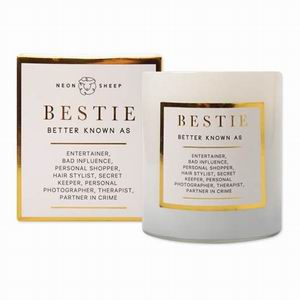 NEON SHEEP
BESTIE
BETTER KNOWN AS
ENTERTAINER,
BAD INFLUENCE,
PERSONAL SHOPPER,
HAIR STYLIST, SECRET
KEEPER, PERSONAL
PHOTOGRAPHER, THERAPIST,
PARTNER IN CRIME
BESTIE
BETTER KNOWN AS
ENTERTAINER,
BAD INFLUENCE,
PERSONAL SHOPPER,
HAIR STYLIST, SECRET
KEEPER, PERSONAL
PHOTOGRAPHER, THERAPIST,
PARTNER IN CRIME